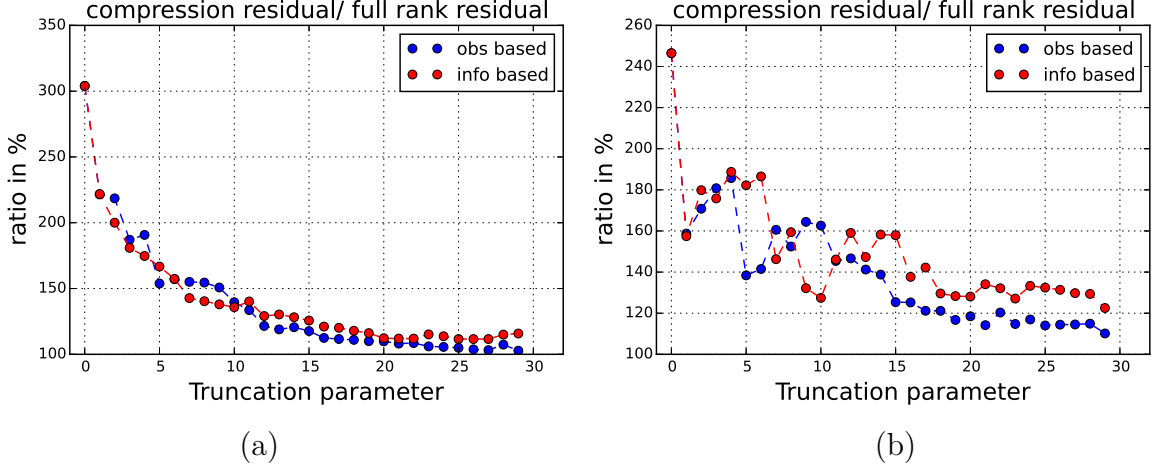 compression residual/ full rank residual
350
300
250
200
150
100
ratio in %
obs based
info based
0 5 10 15 20 25 30
Truncation parameter
(a)
compression residual/ full rank residual
260
240
220
200
180
160
140
120
100
ratio in %
obs based
info based
0 5 10 15 20 25 30
Truncation parameter
(b)